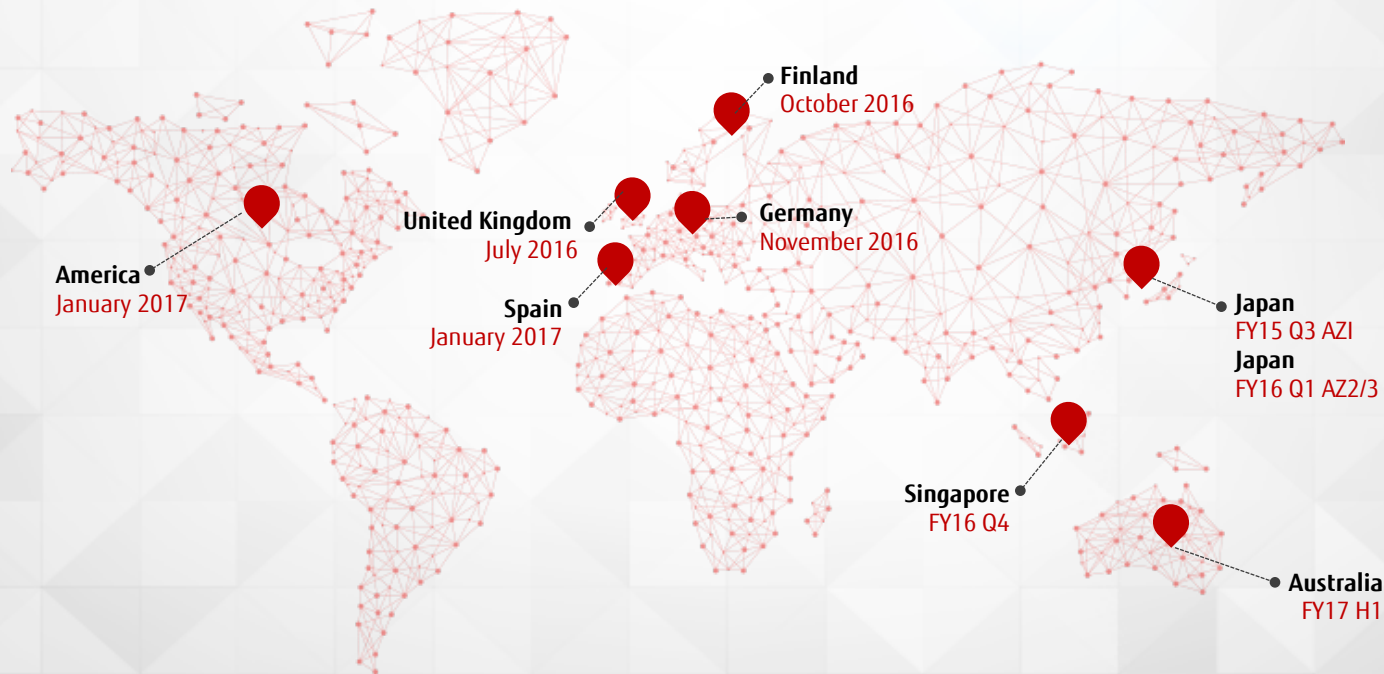 Finland
October 2016
United Kingdom
July 2016
Germany
November 2016
America
January 2017
Spain
January 2017
Japan
FY15 Q3 AZI
Japan
FY16 Q1 AZ2/3
Singapore
FY16 Q4
Australia
FY17 H1